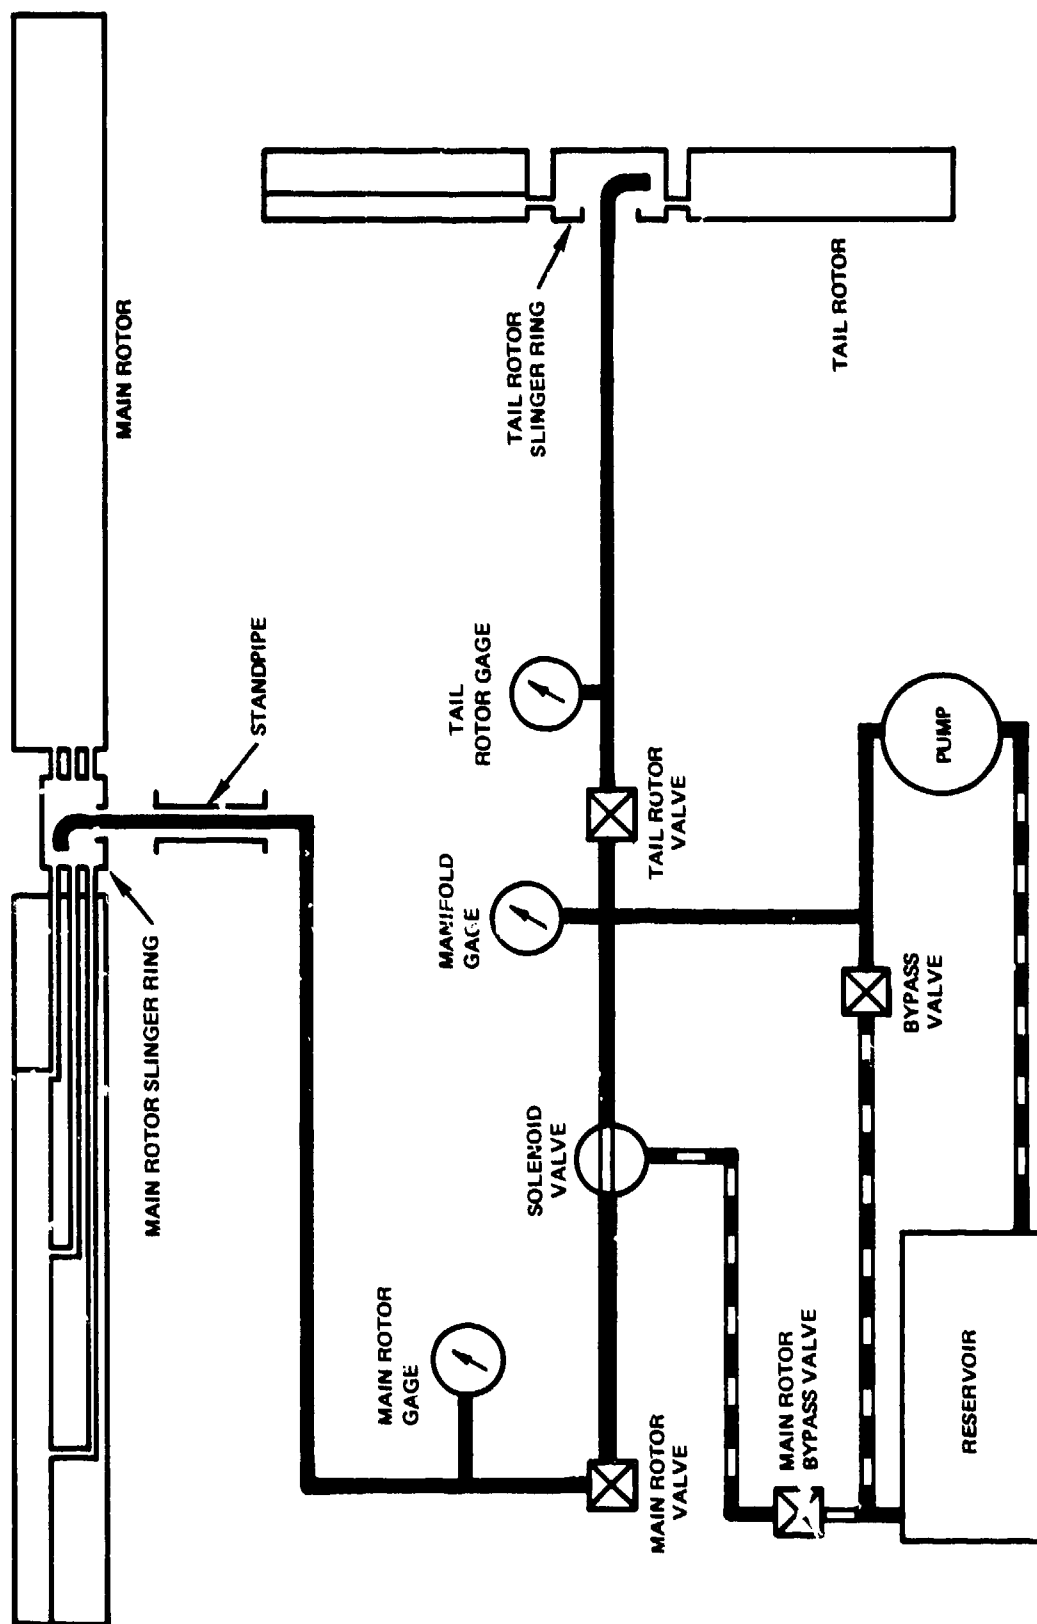 MAIN ROTOR
STANDPIPE
MAIN ROTOR SLINGER RING
TAIL ROTOR
SLINGER RING
TAIL ROTOR
TAIL
ROTOR GAGE
MANIFOLD
GAGE
TAIL ROTOR
VALVE
SOLENOID
VALVE
MAIN ROTOR
GAGE
MAIN ROTOR
VALVE
PUMP
BYPASS
VALVE
MAIN ROTOR
BYPASS VALVE
RESERVOIR